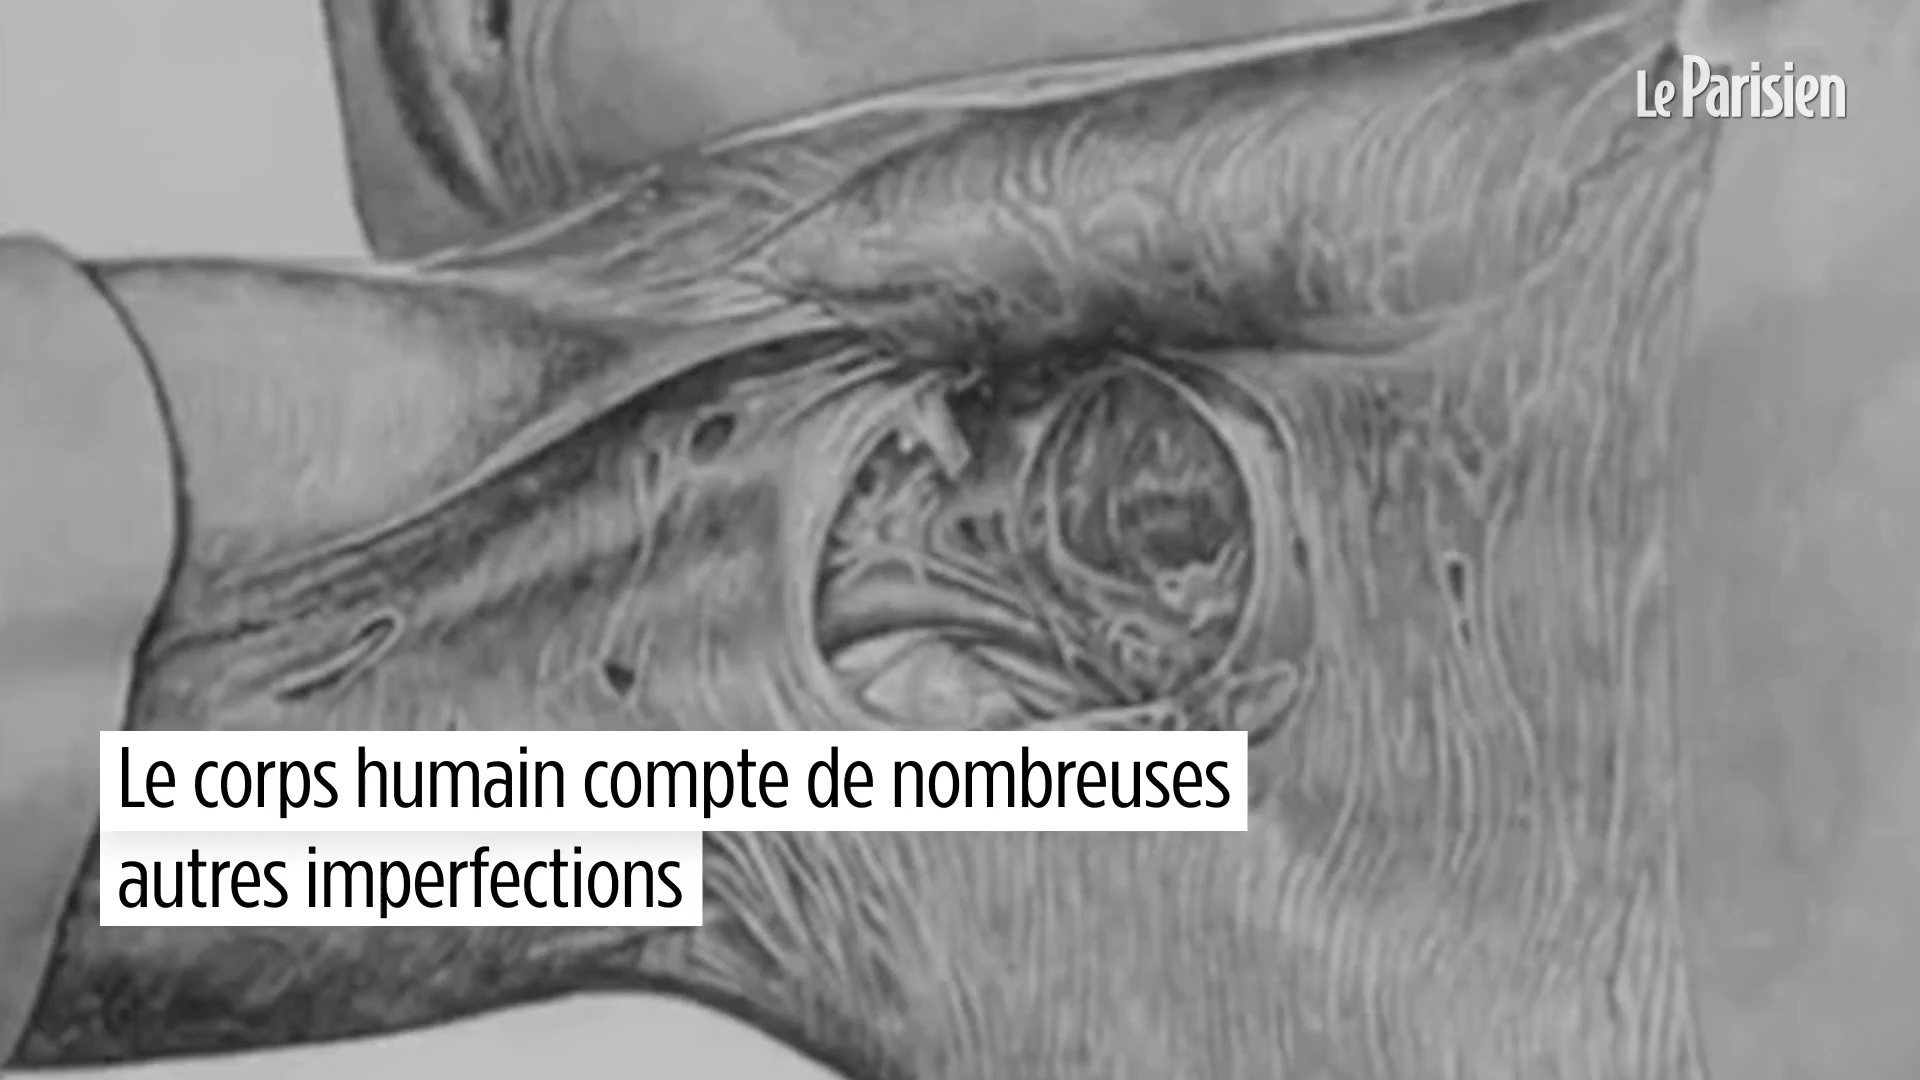 Le Parisien
Le corps humain compte de nombreuses
autres imperfections